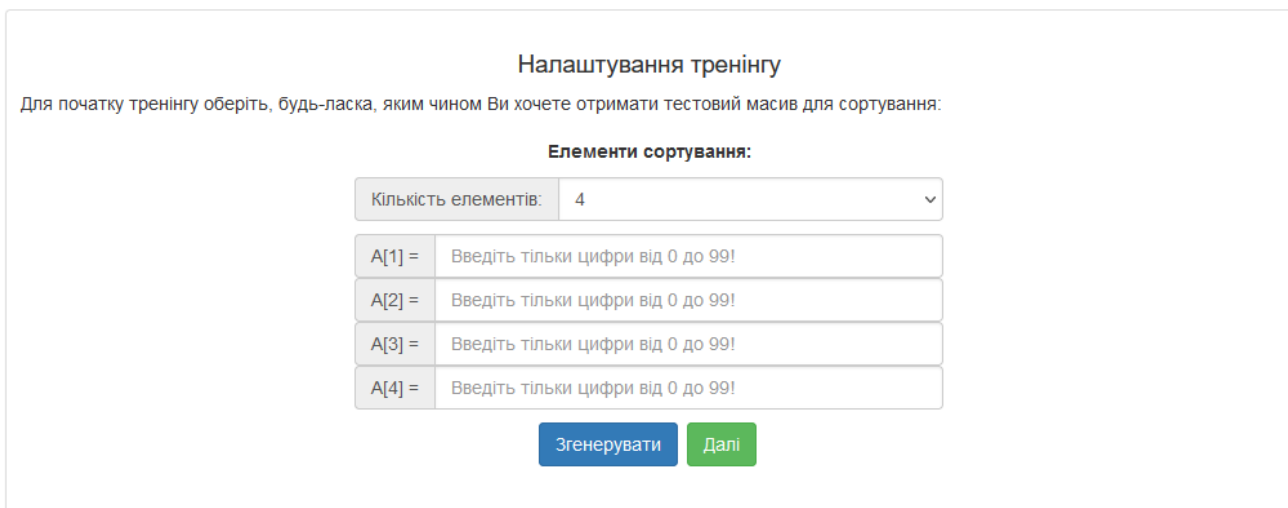 Налаштування тренінгу
Для початку тренінгу оберіть, будь-ласка, яким чином Ви хочете отримати тестовий масив для сортування:
Елементи сортування:
Кількість елементів: 4
A[1] = Введіть тільки цифри від 0 до 99!
A[2] = Введіть тільки цифри від 0 до 99!
A[3] = Введіть тільки цифри від 0 до 99!
A[4] = Введіть тільки цифри від 0 до 99!
Згенерувати Далі